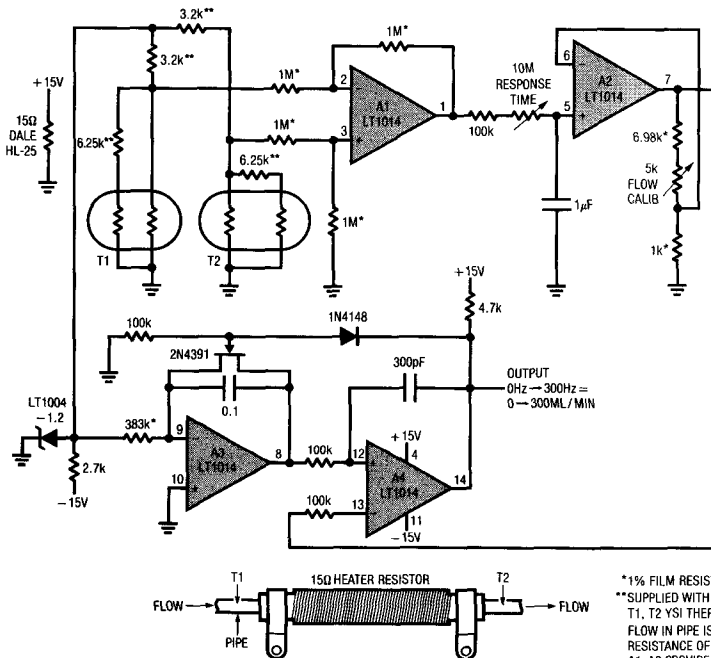 3.2k**
3.2k**
+15V
15Ω
DALE
HL-25
6.25k**
1M*
1M*
1M*
1M*
2
3
1
A1
LT1014
6.25k**
T1
T2
100k
10M
RESPONSE
TIME
1µF
6
5
7
A2
LT1014
6.98k*
5k
FLOW
CALIB
1k*
+15V
4.7k
100k
1N4148
2N4391
0.1
300pF
OUTPUT
0Hz → 300Hz =
0 → 300ML/MIN
LT1004
–1.2
383k*
2.7k
–15V
9
10
8
A3
LT1014
100k
100k
12
13
+15V
4
A4
LT1014
14
11
–15V
T1
15Ω HEATER RESISTOR
T2
FLOW
PIPE
FLOW
*1% FILM RESIS
**SUPPLIED WITH
T1, T2 YSI THER
FLOW IN PIPE IS
RESISTANCE OF